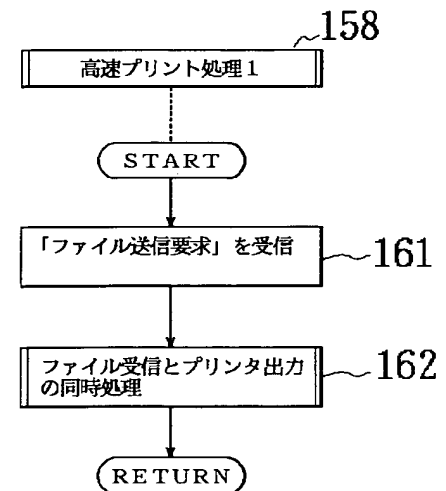 158
高速プリント処理1
START
「ファイル送信要求」を受信
161
ファイル受信とプリンタ出力
の同時処理
162
RETURN